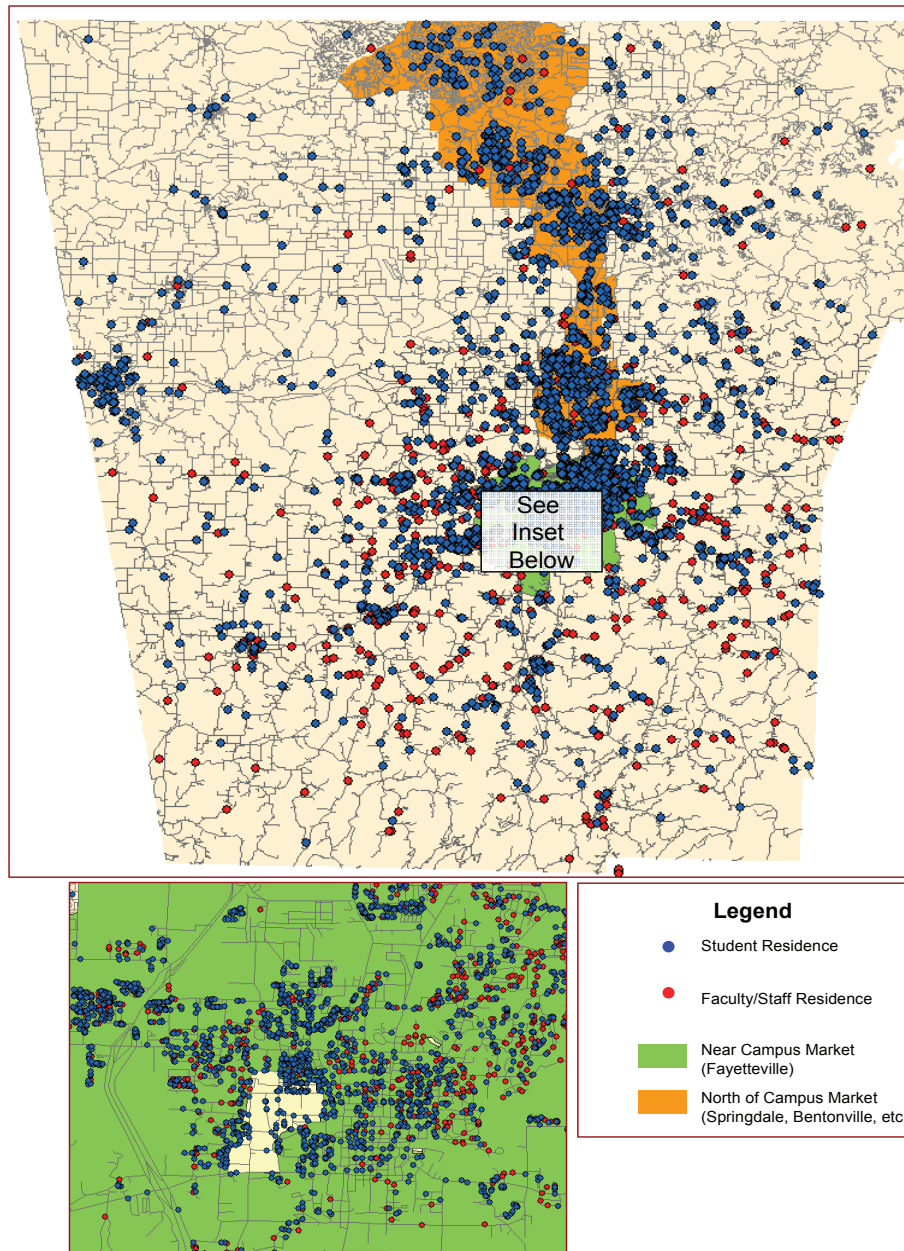 See
Inset
Below
Legend
Student Residence
Faculty/Staff Residence
Near Campus Market
(Fayetteville)
North of Campus Market
(Springdale, Bentonville, etc